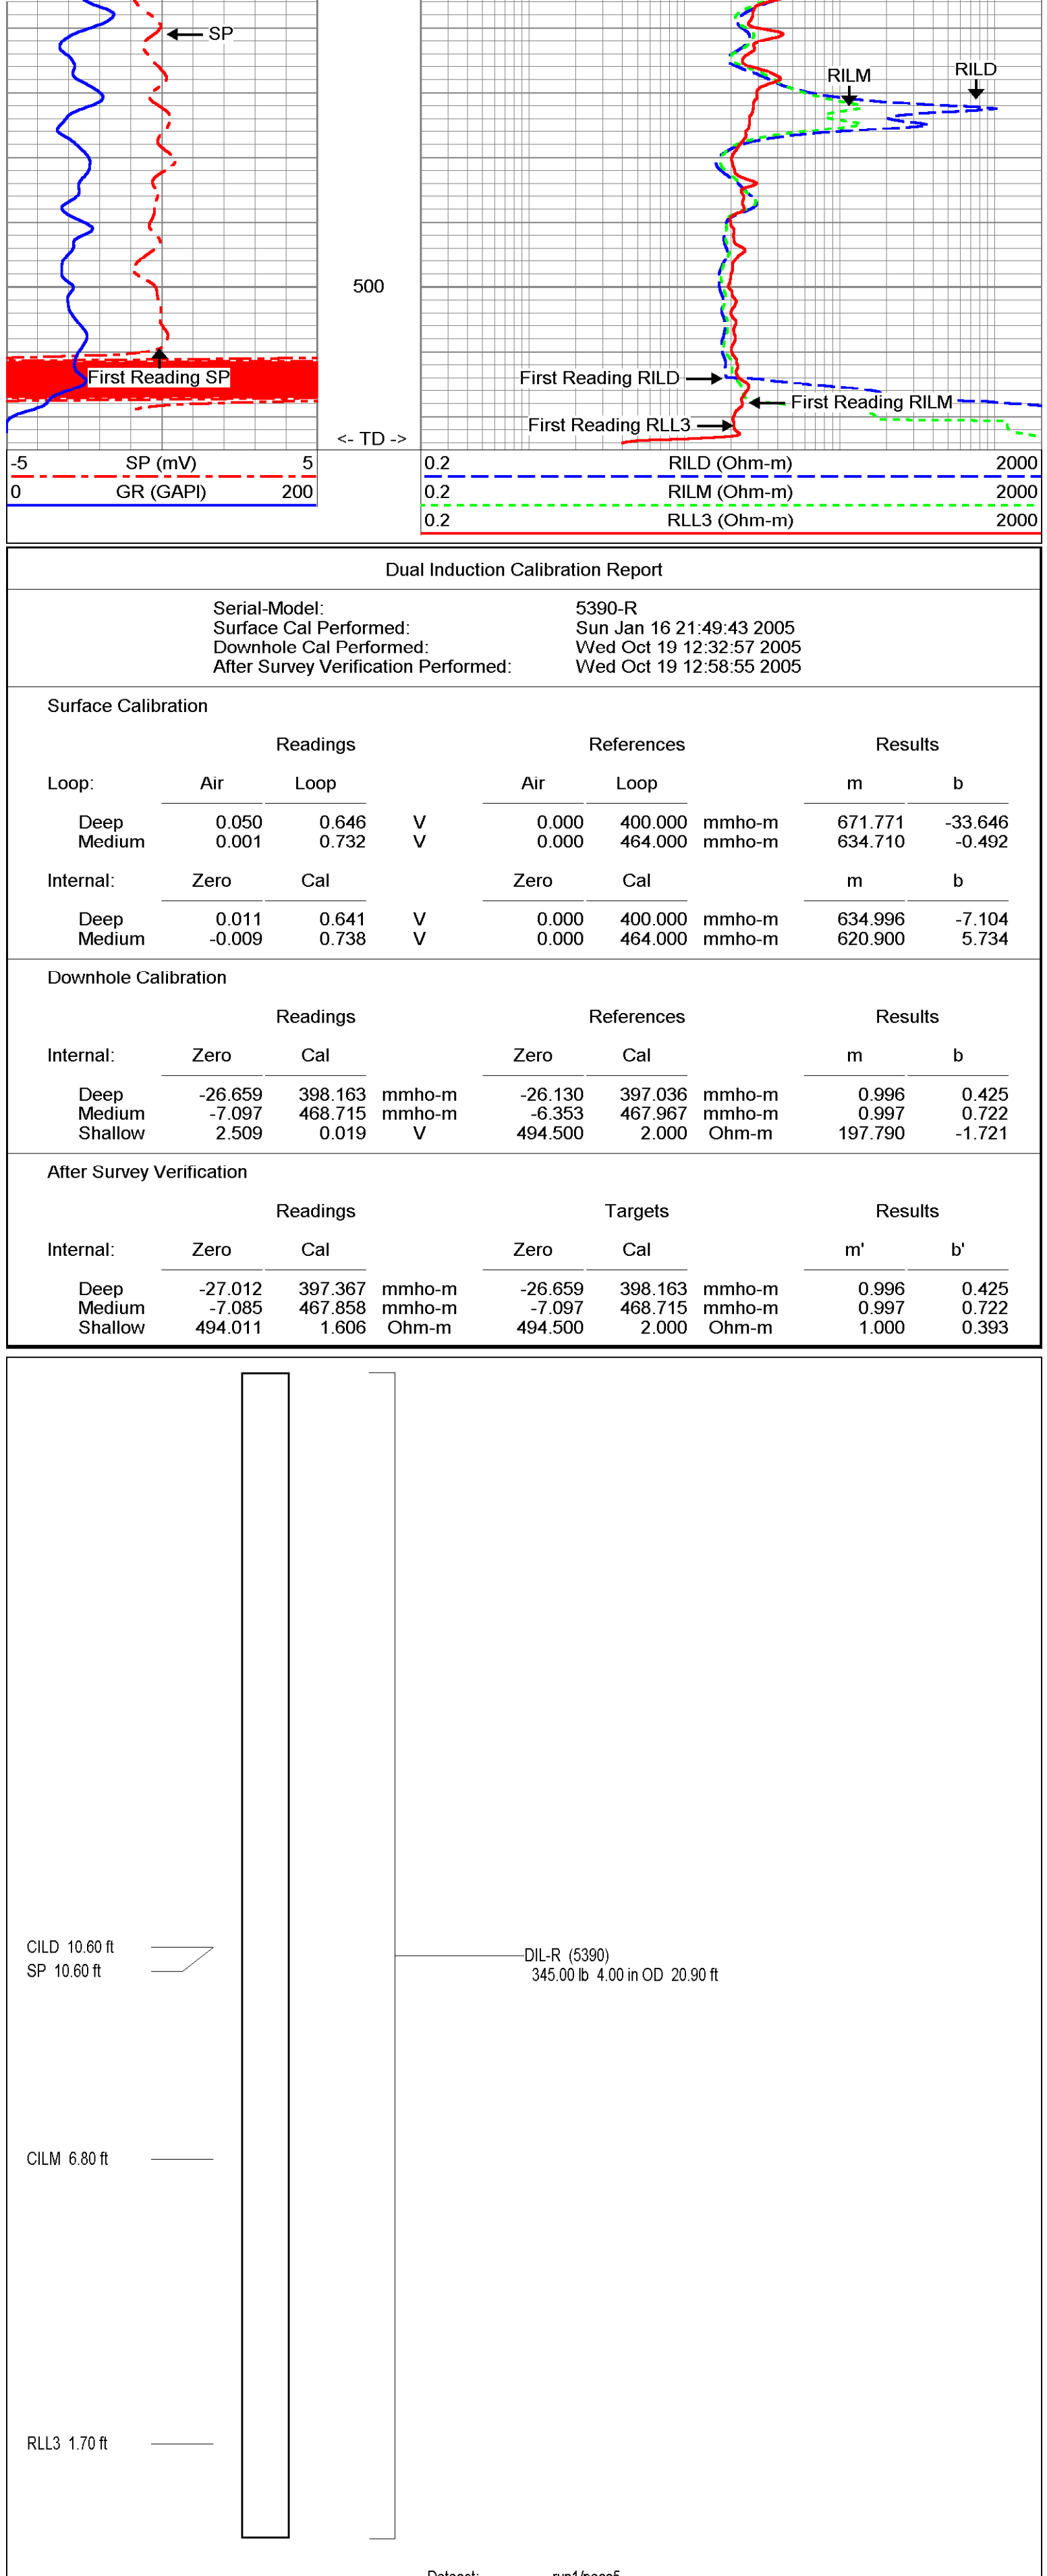 SP
RILM
RILD
500
First Reading SP
First Reading RILD
First Reading RILM
First Reading RLL3
<- TD ->
-5 SP (mV) 5
0 GR (GAPI) 200
0.2 RILD (Ohm-m) 2000
0.2 RILM (Ohm-m) 2000
0.2 RLL3 (Ohm-m) 2000
Dual Induction Calibration Report
Serial-Model: 5390-R
Surface Cal Performed: Sun Jan 16 21:49:43 2005
Downhole Cal Performed: Wed Oct 19 12:32:57 2005
After Survey Verification Performed: Wed Oct 19 12:58:55 2005
Surface Calibration
Readings References Results
Loop: Air Loop Air Loop m b
Deep 0.050 0.646 V 0.000 400.000 mmho-m 671.771 -33.646
Medium 0.001 0.732 V 0.000 464.000 mmho-m 634.710 -0.492
Internal: Zero Cal Zero Cal m b
Deep 0.011 0.641 V 0.000 400.000 mmho-m 634.996 -7.104
Medium -0.009 0.738 V 0.000 464.000 mmho-m 620.900 5.734
Downhole Calibration
Readings References Results
Internal: Zero Cal Zero Cal m b
Deep -26.659 398.163 mmho-m -26.130 397.036 mmho-m 0.996 0.425
Medium -7.097 468.715 mmho-m -6.353 467.967 mmho-m 0.997 0.722
Shallow 2.509 0.019 V 494.500 2.000 Ohm-m 197.790 -1.721
After Survey Verification
Readings Targets Results
Internal: Zero Cal Zero Cal m' b'
Deep -27.012 397.367 mmho-m -26.659 398.163 mmho-m 0.996 0.425
Medium -7.085 467.858 mmho-m -7.097 468.715 mmho-m 0.997 0.722
Shallow 494.011 1.606 Ohm-m 494.500 2.000 Ohm-m 1.000 0.393
CILD 10.60 ft
SP 10.60 ft
DIL-R (5390)
345.00 lb 4.00 in OD 20.90 ft
CILM 6.80 ft
RLL3 1.70 ft
Dataset: